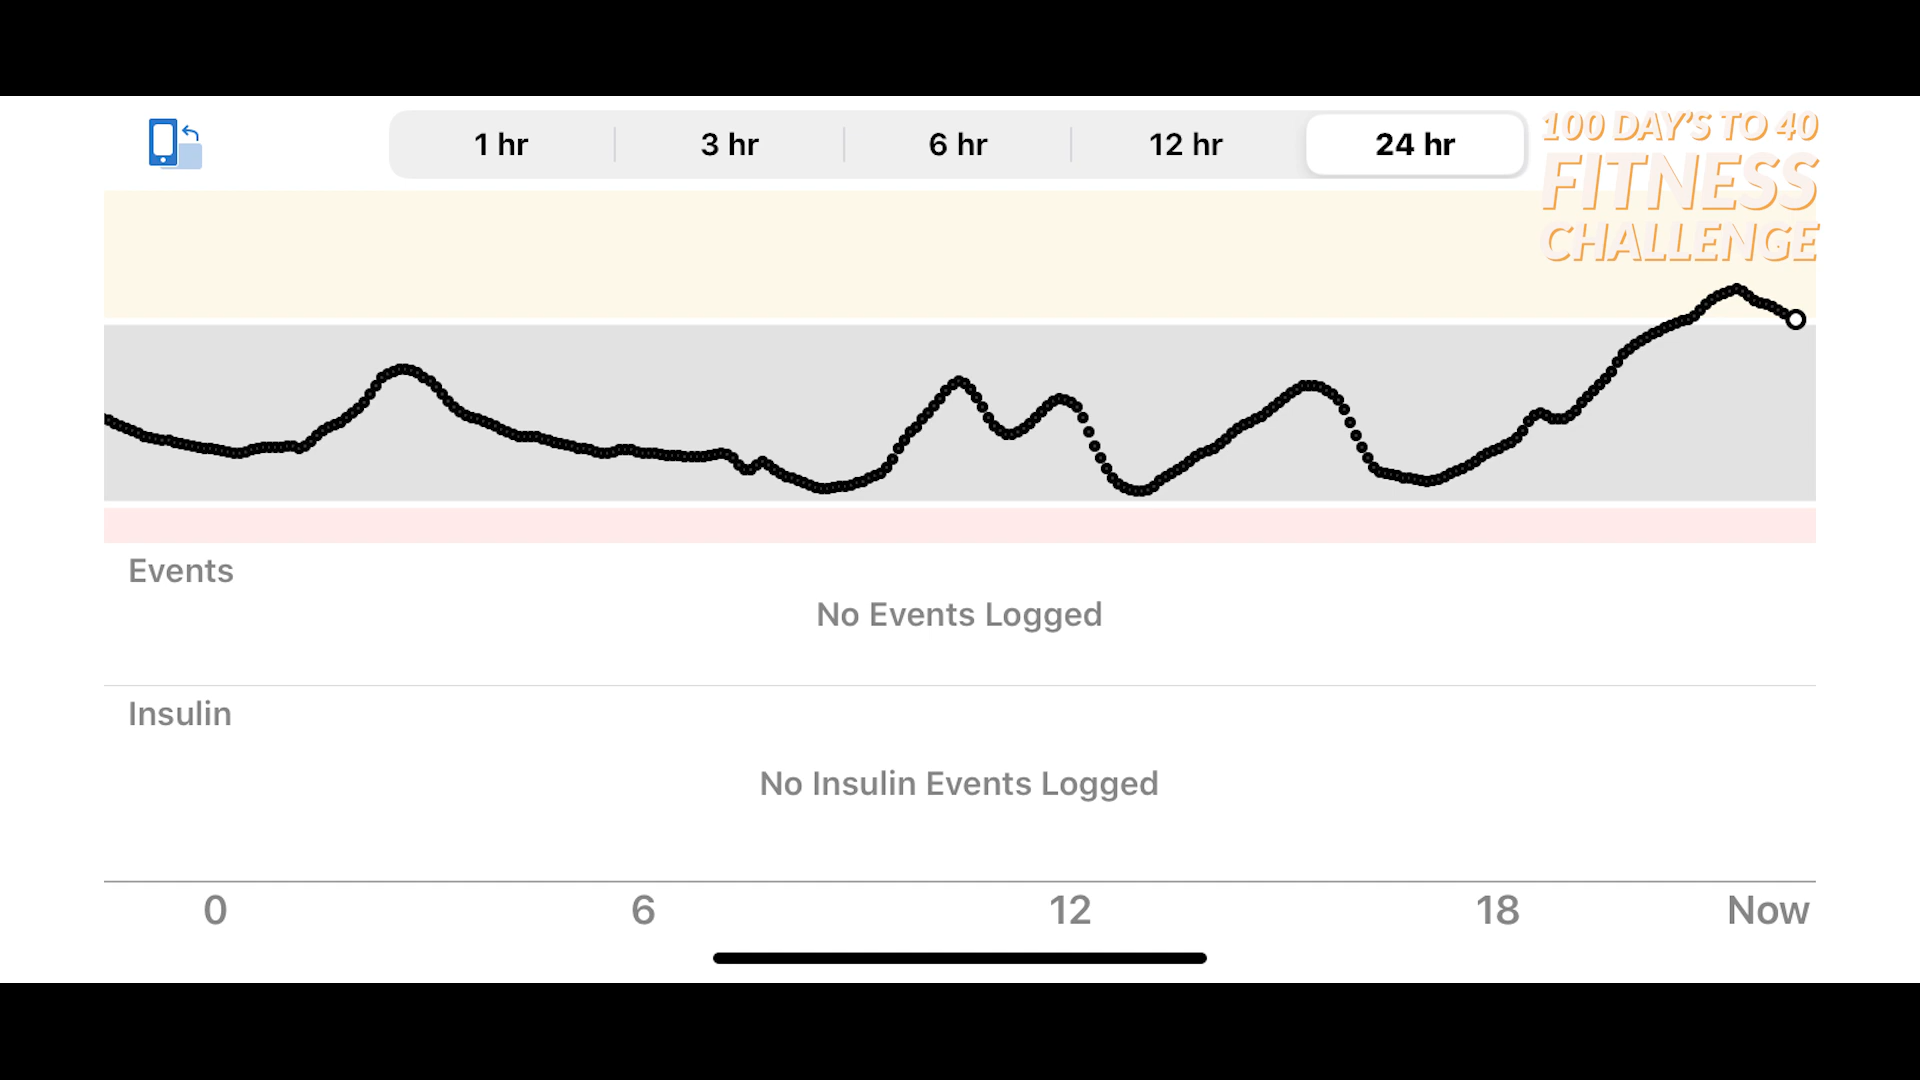 1 hr 3 hr 6 hr 12 hr 24 hr
100 DAY'S TO 40
FITNESS
CHALLENGE
Events
No Events Logged
Insulin
No Insulin Events Logged
0 6 12 18 Now